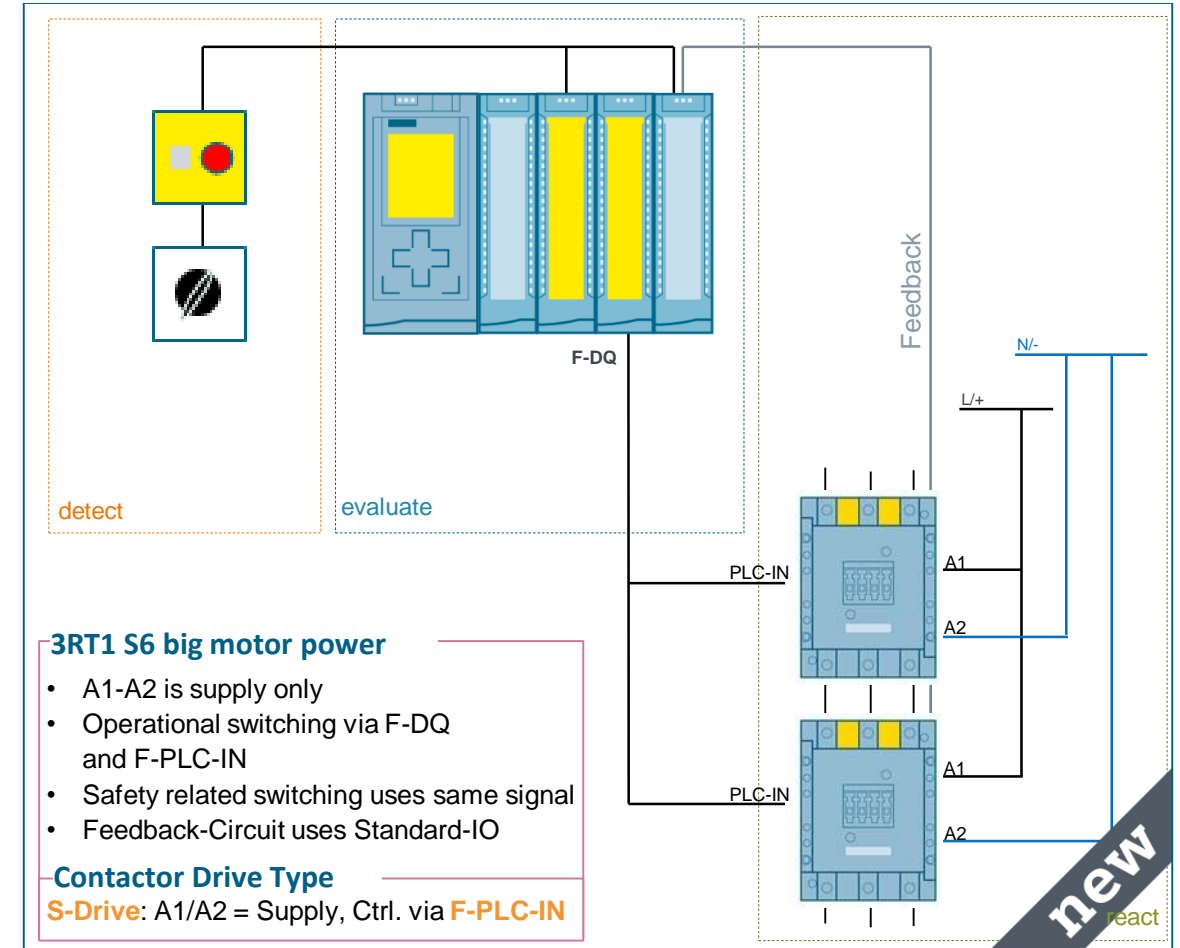 F-DQ
Feedback
N/-
L/+
detect
evaluate
PLC-IN
A1
A2
PLC-IN
A1
A2
3RT1 S6 big motor power
• A1-A2 is supply only
• Operational switching via F-DQ
and F-PLC-IN
• Safety related switching uses same signal
• Feedback-Circuit uses Standard-IO
Contactor Drive Type
S-Drive: A1/A2 = Supply, Ctrl. via F-PLC-IN
new
react